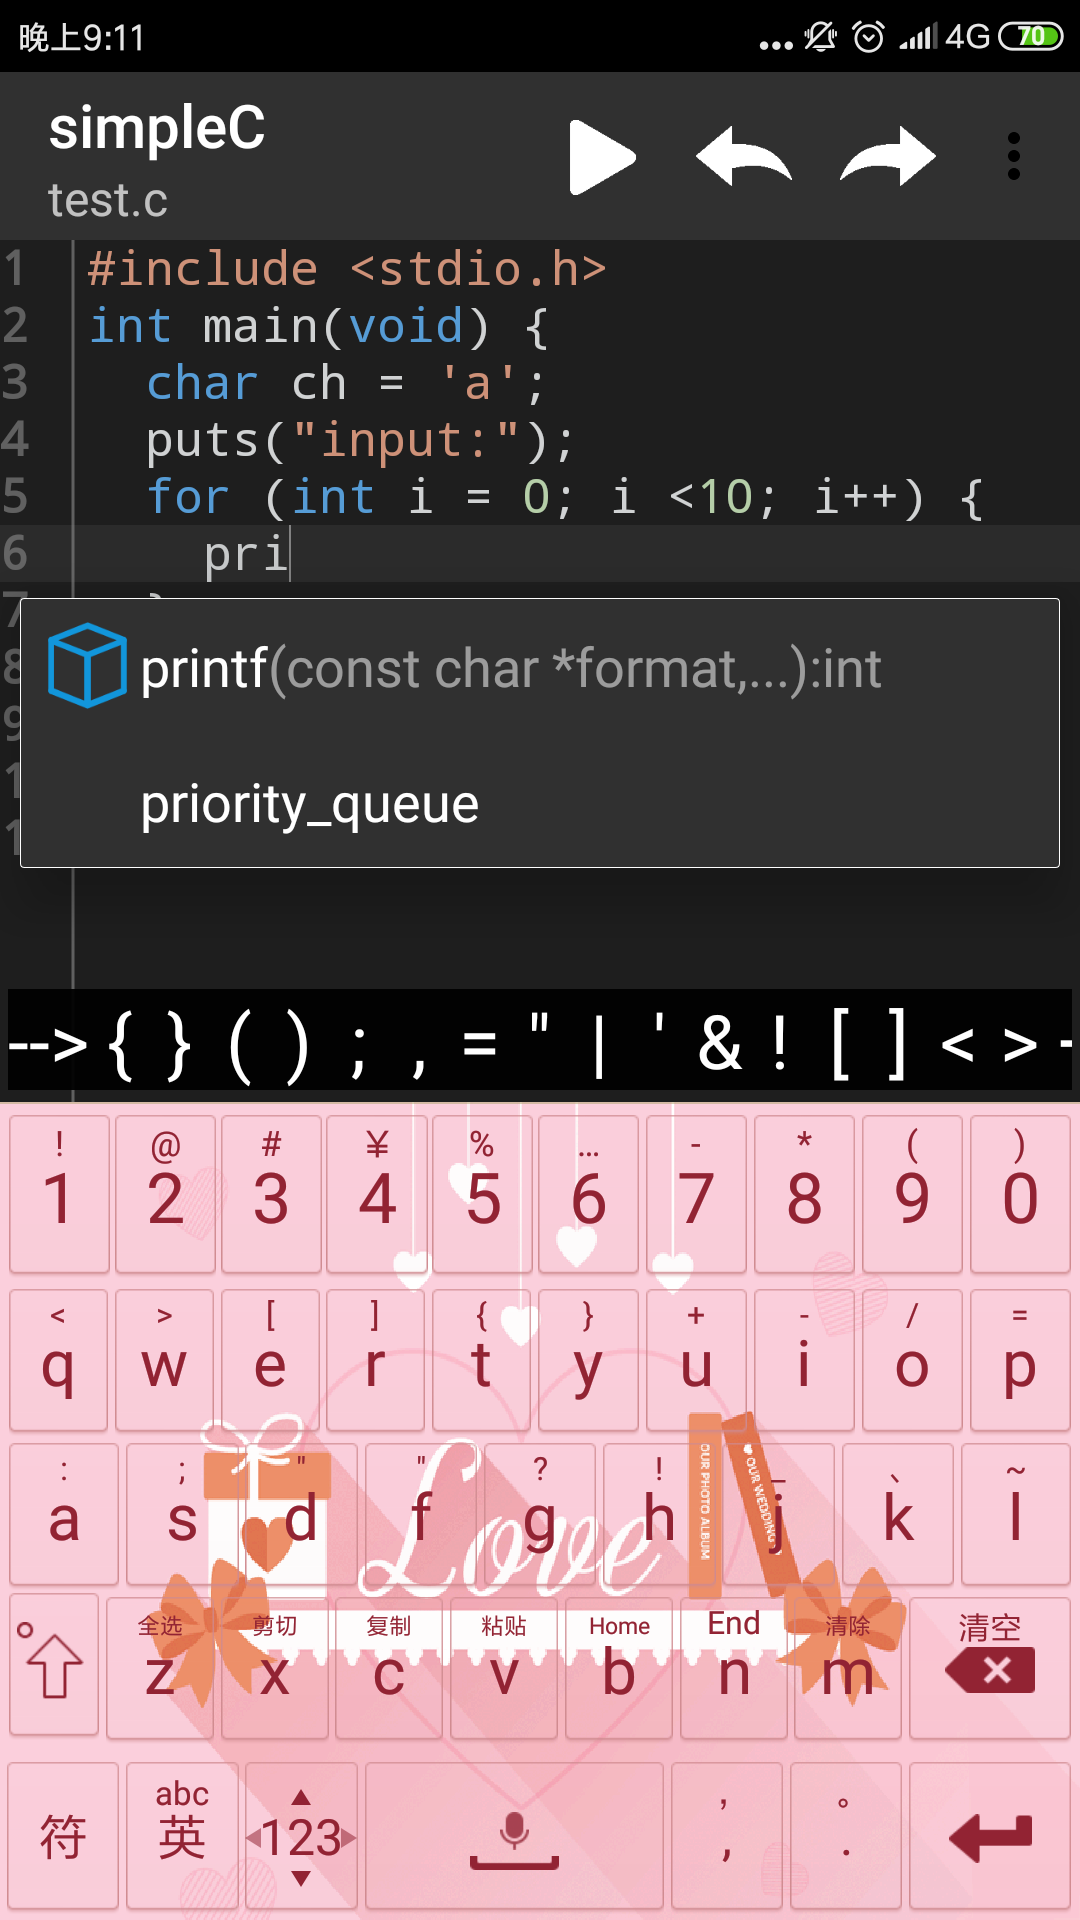 晚上9:11 ... 4G 70
simpleC
test.c
1 #include <stdio.h>
2 int main(void) {
3 char ch = 'a';
4 puts("input:");
5 for (int i = 0; i <10; i++) {
6 pri
7
8
9
printf(const char *format,...):int
priority_queue
--> { } ( ) ; , = " | ' & ! [ ] < >
! @ # ¥ % … - * ( )
1 2 3 4 5 6 7 8 9 0
< > [ ] { } + - / =
q w e r t y u i o p
: ; " " ? ! _ 、 ~
a s d f g h j k l
Love
OUR PHOTO ALBUM
OUR WEDDING
全选 剪切 复制 粘贴 Home End 清除 清空
z x c v b n m
符 abc 英 123 , , 。 .